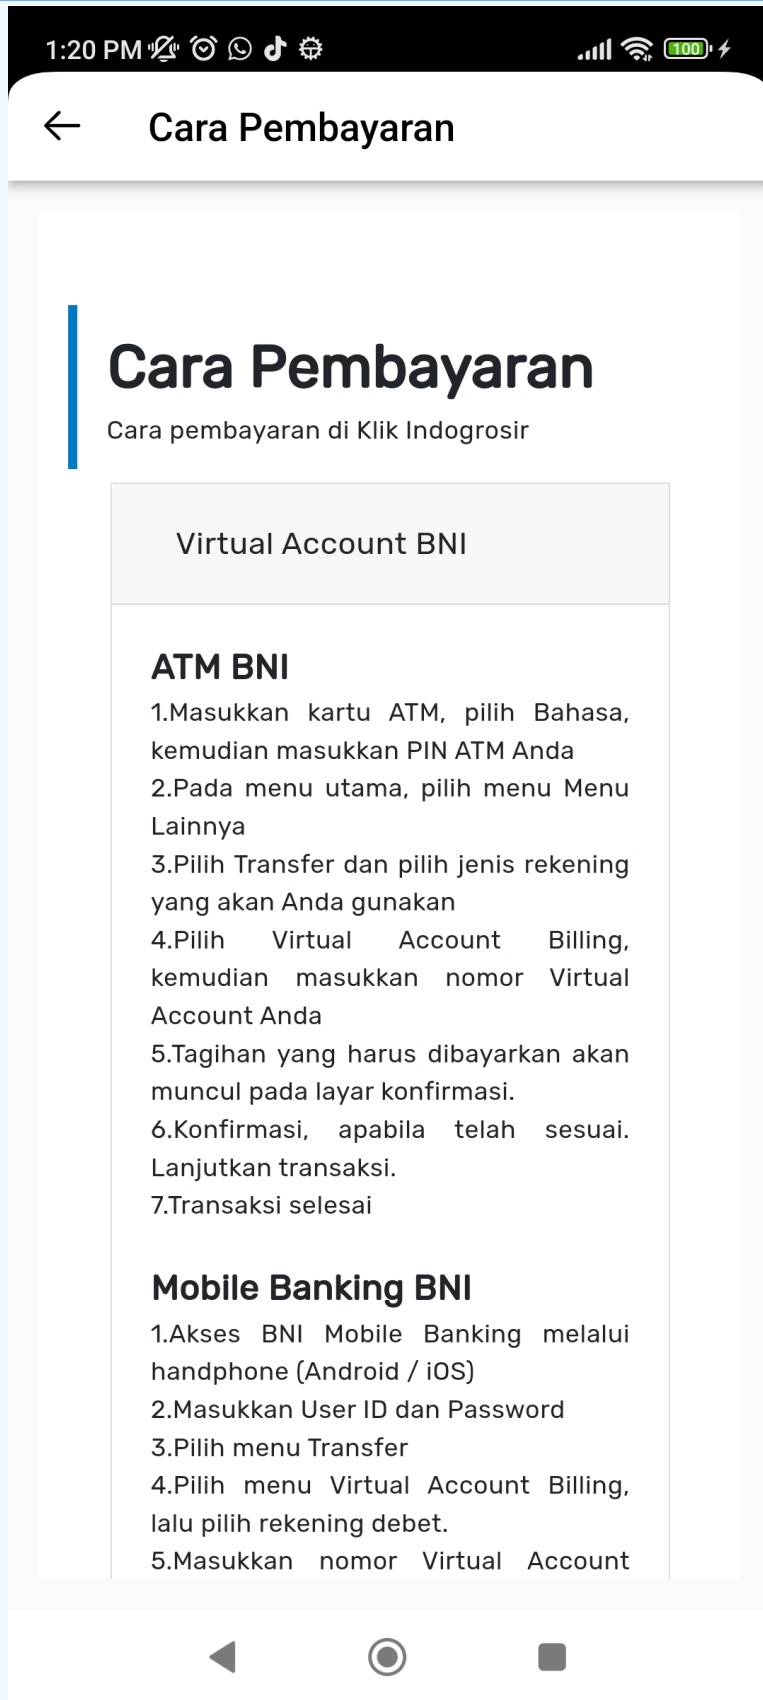 1:20 PM
100
Cara Pembayaran
Cara Pembayaran
Cara pembayaran di Klik Indogrosir
Virtual Account BNI
ATM BNI
1.Masukkan kartu ATM, pilih Bahasa,
kemudian masukkan PIN ATM Anda
2.Pada menu utama, pilih menu Menu
Lainnya
3.Pilih Transfer dan pilih jenis rekening
yang akan Anda gunakan
4.Pilih Virtual Account Billing,
kemudian masukkan nomor Virtual
Account Anda
5.Tagihan yang harus dibayarkan akan
muncul pada layar konfirmasi.
6.Konfirmasi, apabila telah sesuai.
Lanjutkan transaksi.
7.Transaksi selesai
Mobile Banking BNI
1.Akses BNI Mobile Banking melalui
handphone (Android / iOS)
2.Masukkan User ID dan Password
3.Pilih menu Transfer
4.Pilih menu Virtual Account Billing,
lalu pilih rekening debet.
5.Masukkan nomor Virtual Account